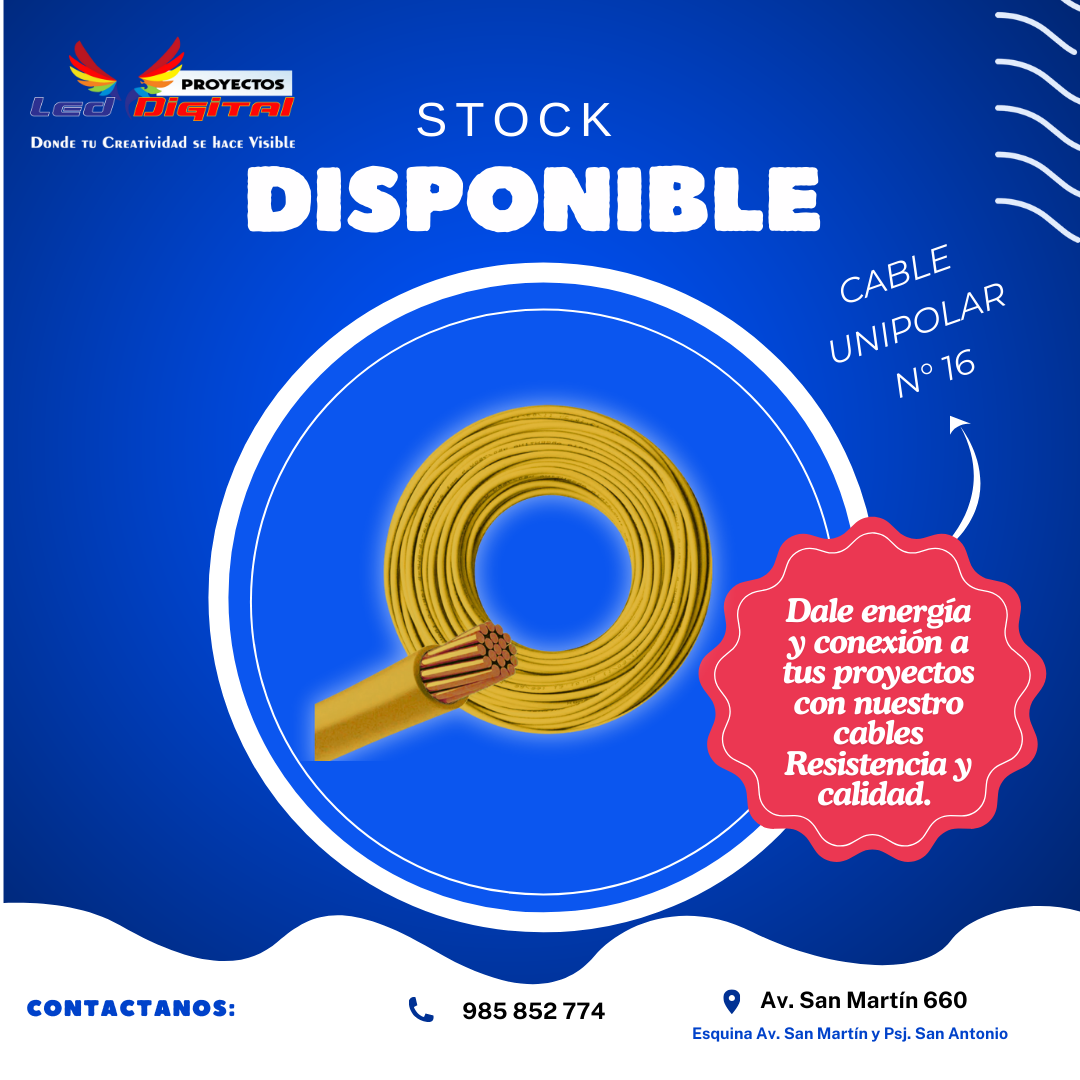 PROYECTOS
Led Digital
Donde tu Creatividad se hace Visible
STOCK
DISPONIBLE
CABLE
UNIPOLAR
N° 16
Dale energía
y conexión a
tus proyectos
con nuestro
cables
Resistencia y
calidad.
CONTACTANOS:
985 852 774
Av. San Martín 660
Esquina Av. San Martín y Psj. San Antonio